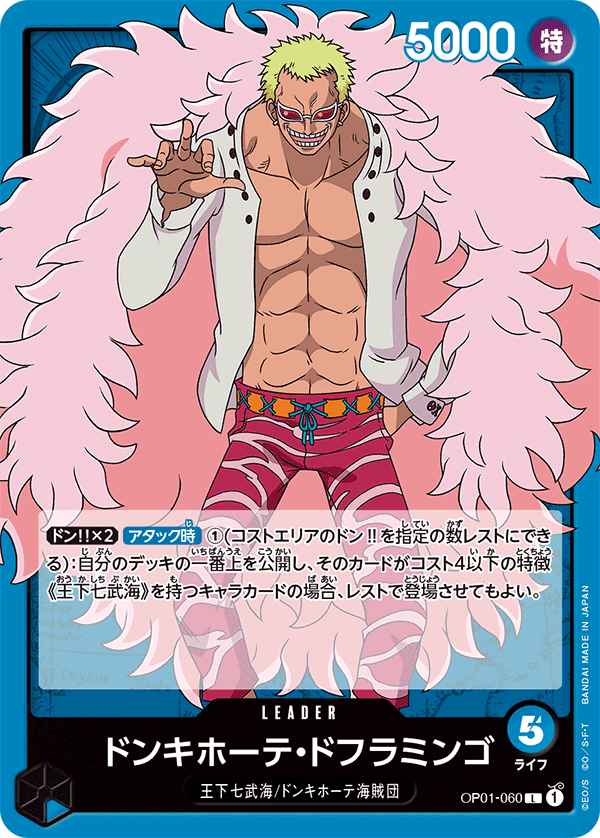 5000 特
ドン!!×2 アタック時 ①(コストエリアのドン!!を指定の数レストにでき
る):自分のデッキの一番上を公開し、そのカードがコスト4以下の特徴
《王下七武海》を持つキャラカードの場合、レストで登場させてもよい。
LEADER
ドンキホーテ・ドフラミンゴ
5
ライフ
王下七武海/ドンキホーテ海賊団
OP01-060 L 1
©E.O/S ©O/S・F・T BANDAI MADE IN JAPAN